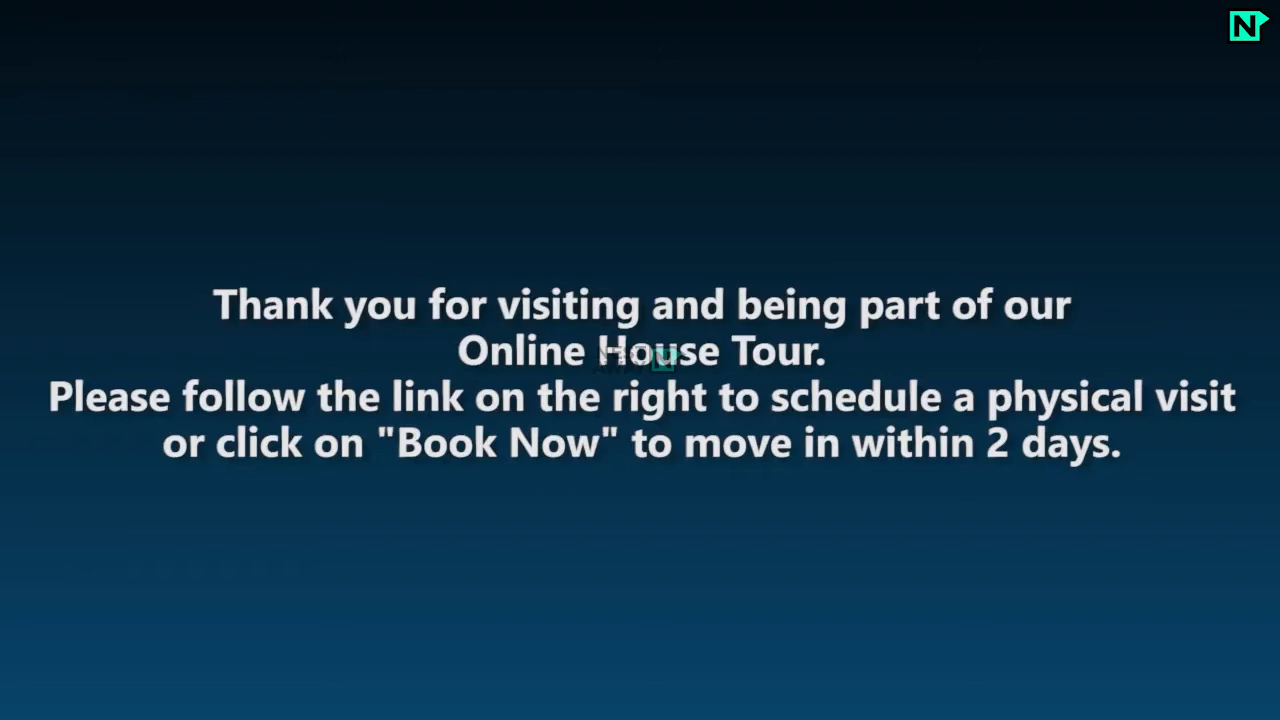 N
Thank you for visiting and being part of our
Online House Tour.
Please follow the link on the right to schedule a physical visit
or click on "Book Now" to move in within 2 days.